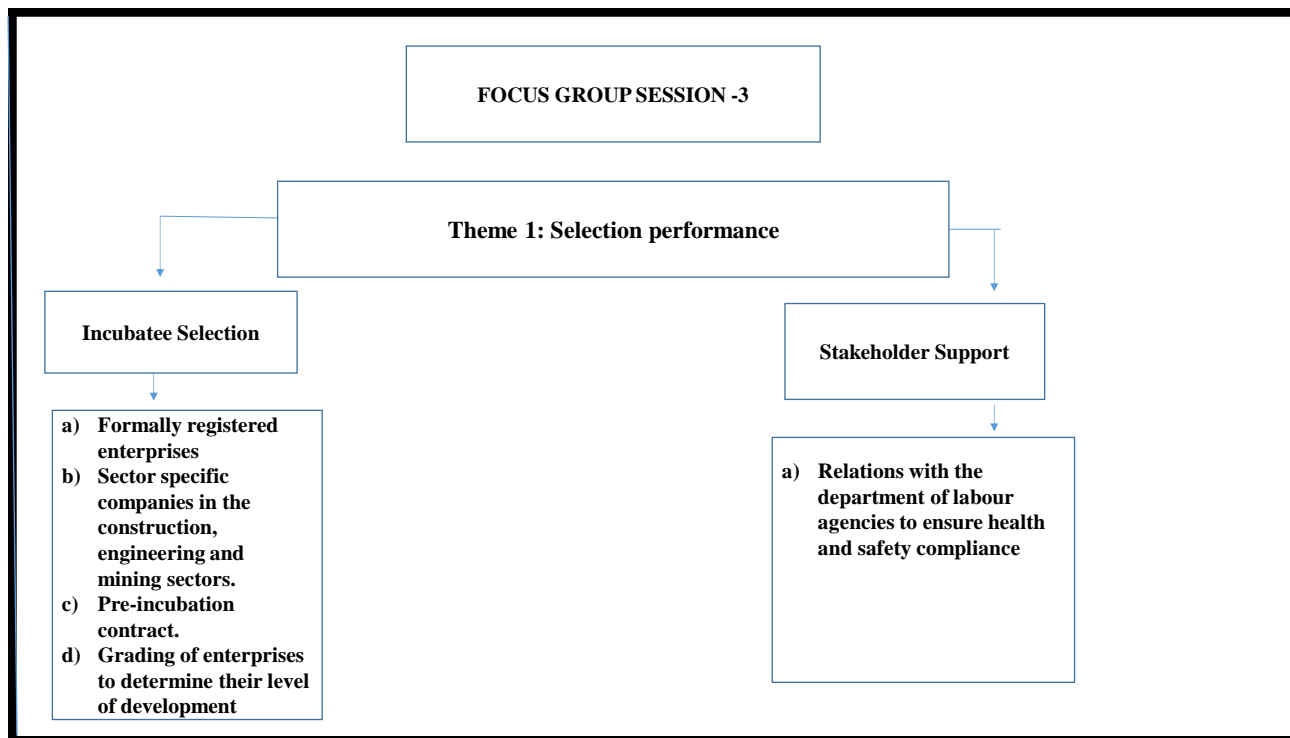 FOCUS GROUP SESSION -3
Theme 1: Selection performance
Incubatee Selection
a) Formally registered
enterprises
b) Sector specific
companies in the
construction,
engineering and
mining sectors.
c) Pre-incubation
contract.
d) Grading of enterprises
to determine their level
of development
Stakeholder Support
a) Relations with the
department of labour
agencies to ensure health
and safety compliance